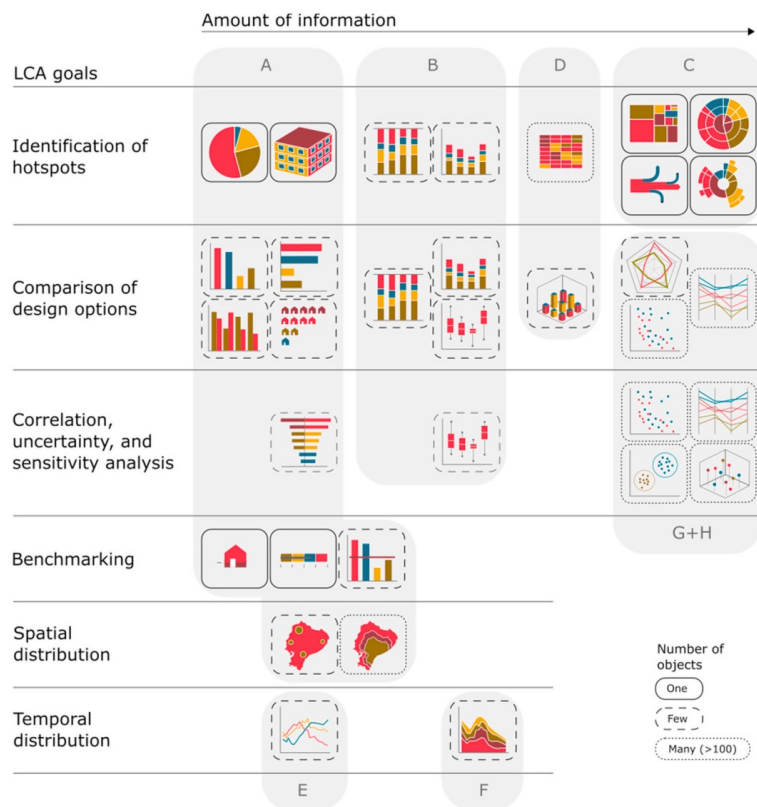 Amount of information
LCA goals
A
B
D
C
Identification of
hotspots
Comparison of
design options
Correlation,
uncertainty, and
sensitivity analysis
G+H
Benchmarking
Spatial
distribution
Number of
objects
One
Few
Many (>100)
Temporal
distribution
E
F